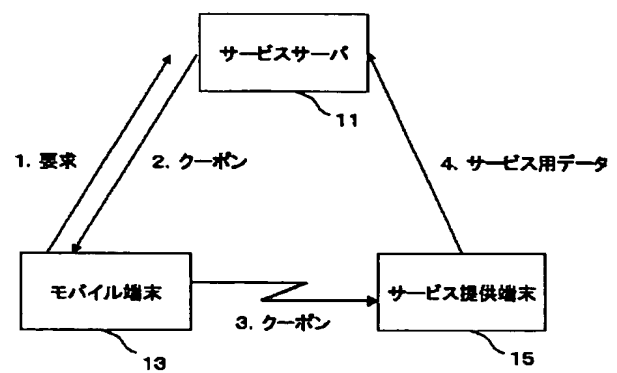 サービスサーバ
11
1. 要求
2. クーポン
4. サービス用データ
モバイル端末
サービス提供端末
3. クーポン
13
15